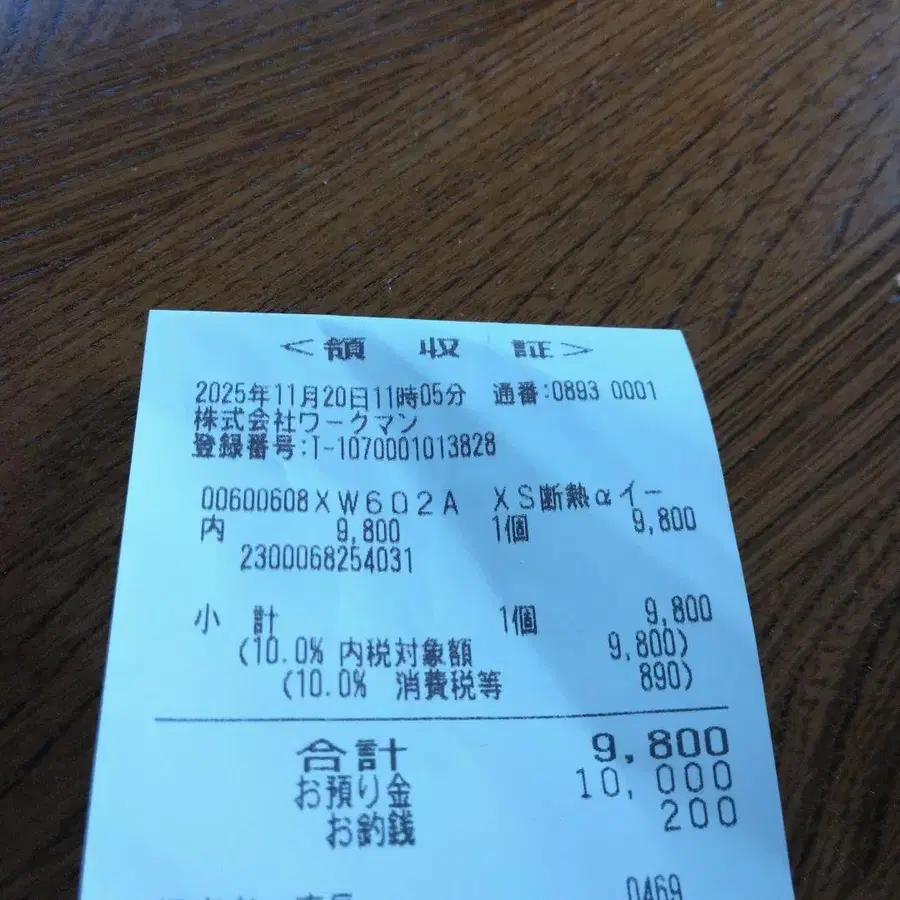 <領 収 証>
2025年11月20日11時05分 通番:0893 0001
株式会社ワークマン
登録番号:T-1070001013828
00600608XW602A XS断熱αイー
内 9,800 1個 9,800
2300068254031
小 計 1個 9,800
(10.0% 内税対象額 9,800)
(10.0% 消費税等 890)
合計 9,800
お預り金 10,000
お釣銭 200
0469